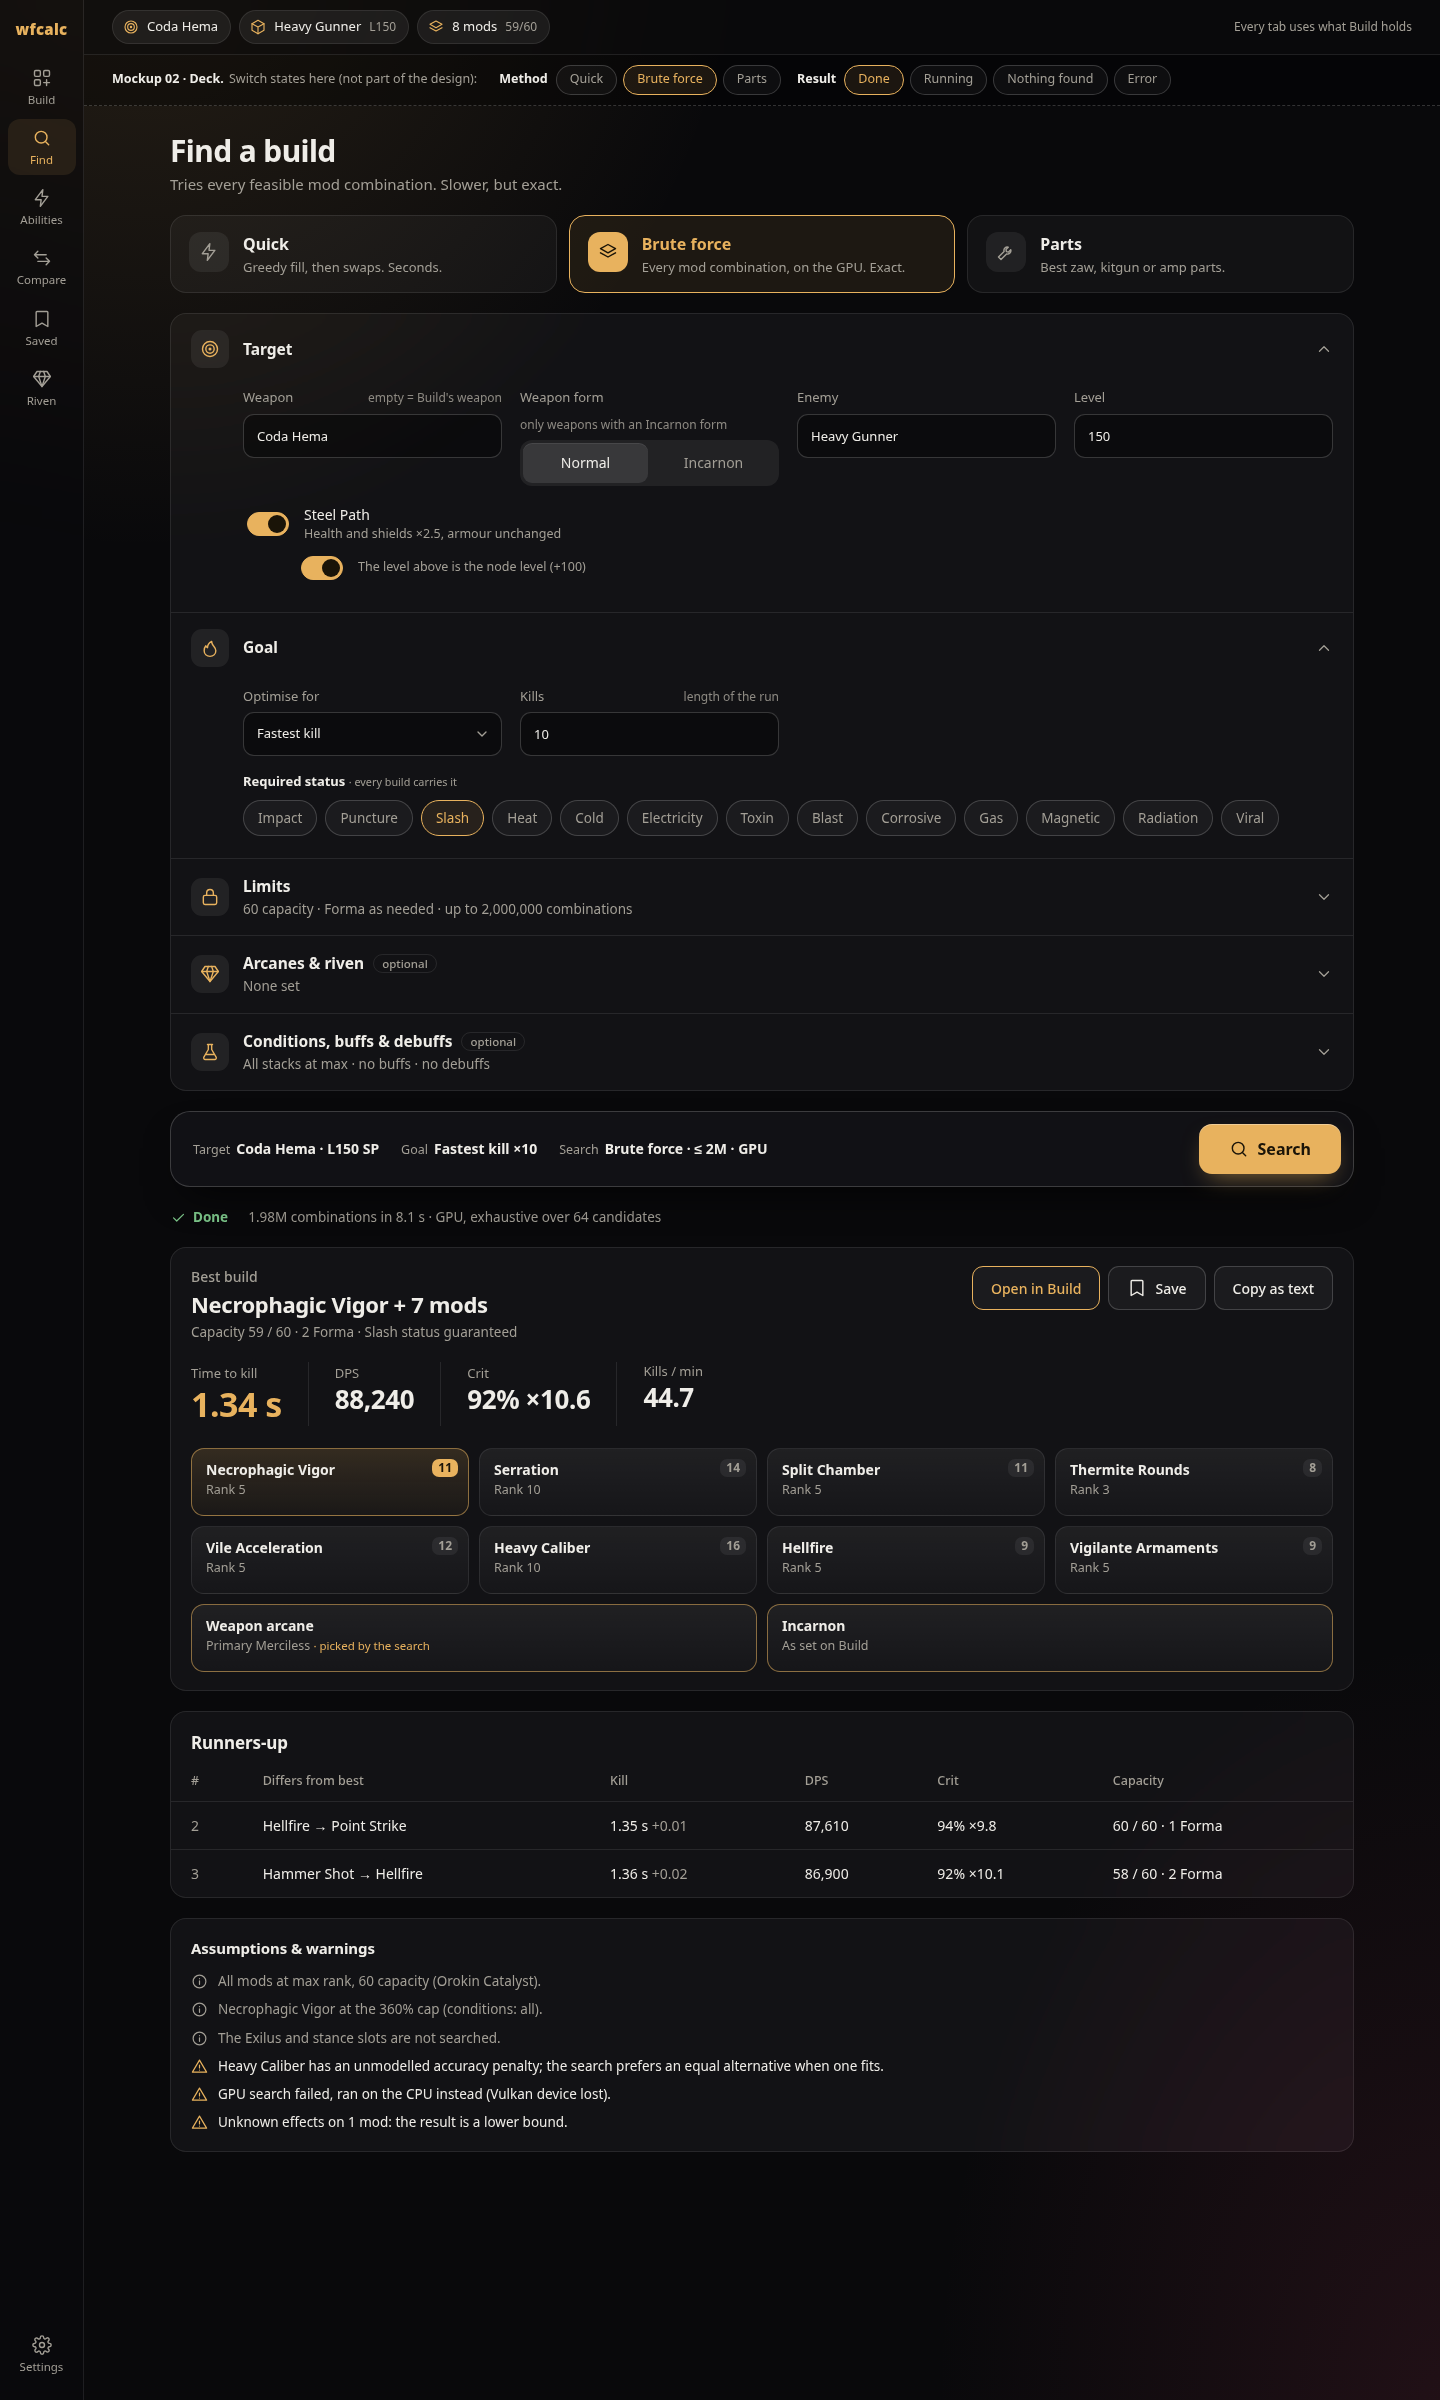 wfcalc
Coda Hema
Heavy Gunner L150
8 mods 59/60
Every tab uses what Build holds
Mockup 02 · Deck. Switch states here (not part of the design): Method Quick Brute force Parts Result Done Running Nothing found Error
Build
Find
Abilities
Compare
Saved
Riven
Settings
Find a build
Tries every feasible mod combination. Slower, but exact.
Quick
Greedy fill, then swaps. Seconds.
Brute force
Every mod combination, on the GPU. Exact.
Parts
Best zaw, kitgun or amp parts.
Target
Weapon empty = Build's weapon
Coda Hema
Weapon form
only weapons with an Incarnon form
Normal Incarnon
Enemy
Heavy Gunner
Level
150
Steel Path
Health and shields ×2.5, armour unchanged
The level above is the node level (+100)
Goal
Optimise for
Fastest kill
Kills length of the run
10
Required status · every build carries it
Impact Puncture Slash Heat Cold Electricity Toxin Blast Corrosive Gas Magnetic Radiation Viral
Limits
60 capacity · Forma as needed · up to 2,000,000 combinations
Arcanes & riven optional
None set
Conditions, buffs & debuffs optional
All stacks at max · no buffs · no debuffs
Target Coda Hema · L150 SP Goal Fastest kill ×10 Search Brute force · ≤ 2M · GPU
Search
Done 1.98M combinations in 8.1 s · GPU, exhaustive over 64 candidates
Best build
Necrophagic Vigor + 7 mods
Capacity 59 / 60 · 2 Forma · Slash status guaranteed
Open in Build
Save
Copy as text
Time to kill
1.34 s
DPS
88,240
Crit
92% ×10.6
Kills / min
44.7
Necrophagic Vigor 11
Rank 5
Serration 14
Rank 10
Split Chamber 11
Rank 5
Thermite Rounds 8
Rank 3
Vile Acceleration 12
Rank 5
Heavy Caliber 16
Rank 10
Hellfire 9
Rank 5
Vigilante Armaments 9
Rank 5
Weapon arcane
Primary Merciless · picked by the search
Incarnon
As set on Build
Runners-up
# Differs from best Kill DPS Crit Capacity
2 Hellfire → Point Strike 1.35 s +0.01 87,610 94% ×9.8 60 / 60 · 1 Forma
3 Hammer Shot → Hellfire 1.36 s +0.02 86,900 92% ×10.1 58 / 60 · 2 Forma
Assumptions & warnings
All mods at max rank, 60 capacity (Orokin Catalyst).
Necrophagic Vigor at the 360% cap (conditions: all).
The Exilus and stance slots are not searched.
Heavy Caliber has an unmodelled accuracy penalty; the search prefers an equal alternative when one fits.
GPU search failed, ran on the CPU instead (Vulkan device lost).
Unknown effects on 1 mod: the result is a lower bound.